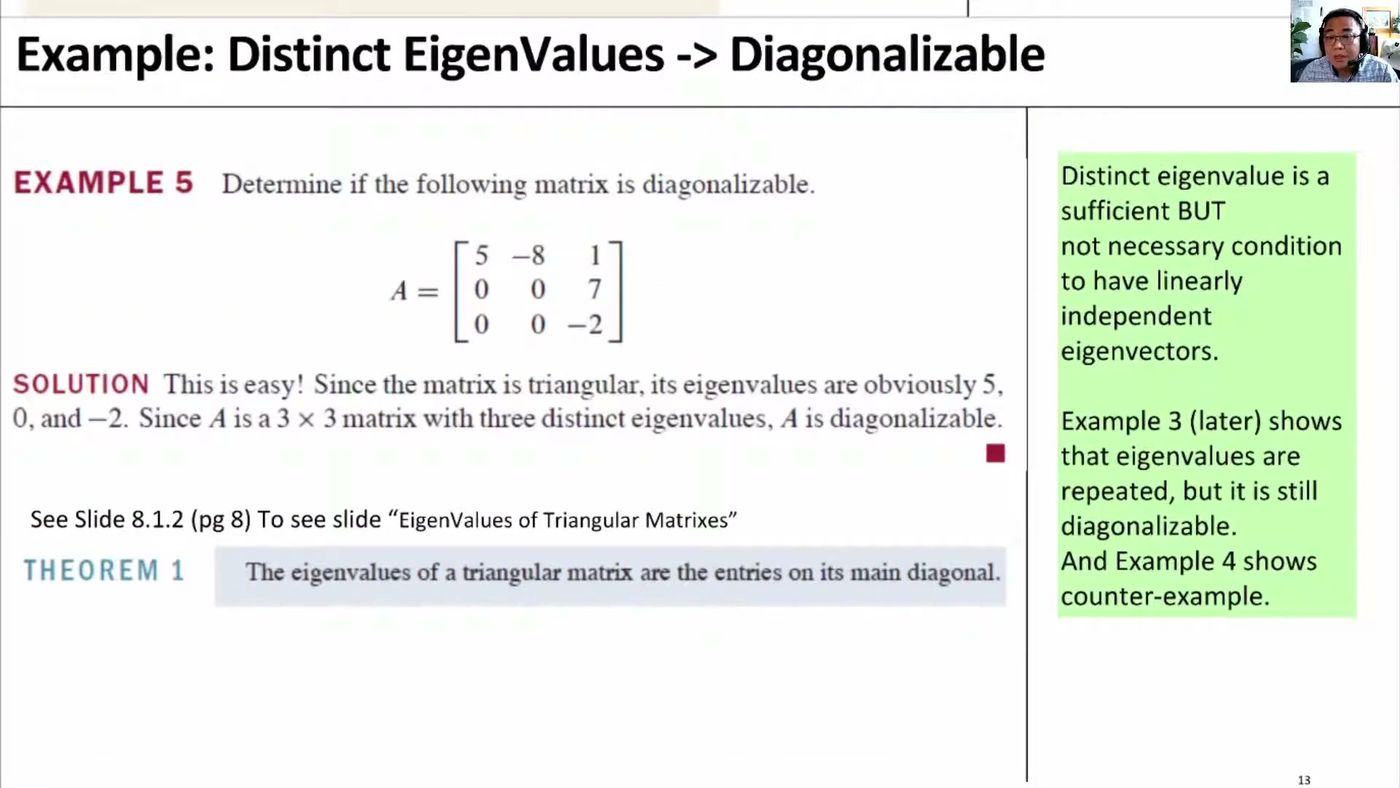 Example: Distinct EigenValues -> Diagonalizable
EXAMPLE 5 Determine if the following matrix is diagonalizable.
5 −8 1
A = 0 0 7
0 0 −2
SOLUTION This is easy! Since the matrix is triangular, its eigenvalues are obviously 5,
0, and −2. Since A is a 3 × 3 matrix with three distinct eigenvalues, A is diagonalizable.
See Slide 8.1.2 (pg 8) To see slide “EigenValues of Triangular Matrixes”
THEOREM 1 The eigenvalues of a triangular matrix are the entries on its main diagonal.
Distinct eigenvalue is a
sufficient BUT
not necessary condition
to have linearly
independent
eigenvectors.
Example 3 (later) shows
that eigenvalues are
repeated, but it is still
diagonalizable.
And Example 4 shows
counter-example.
13